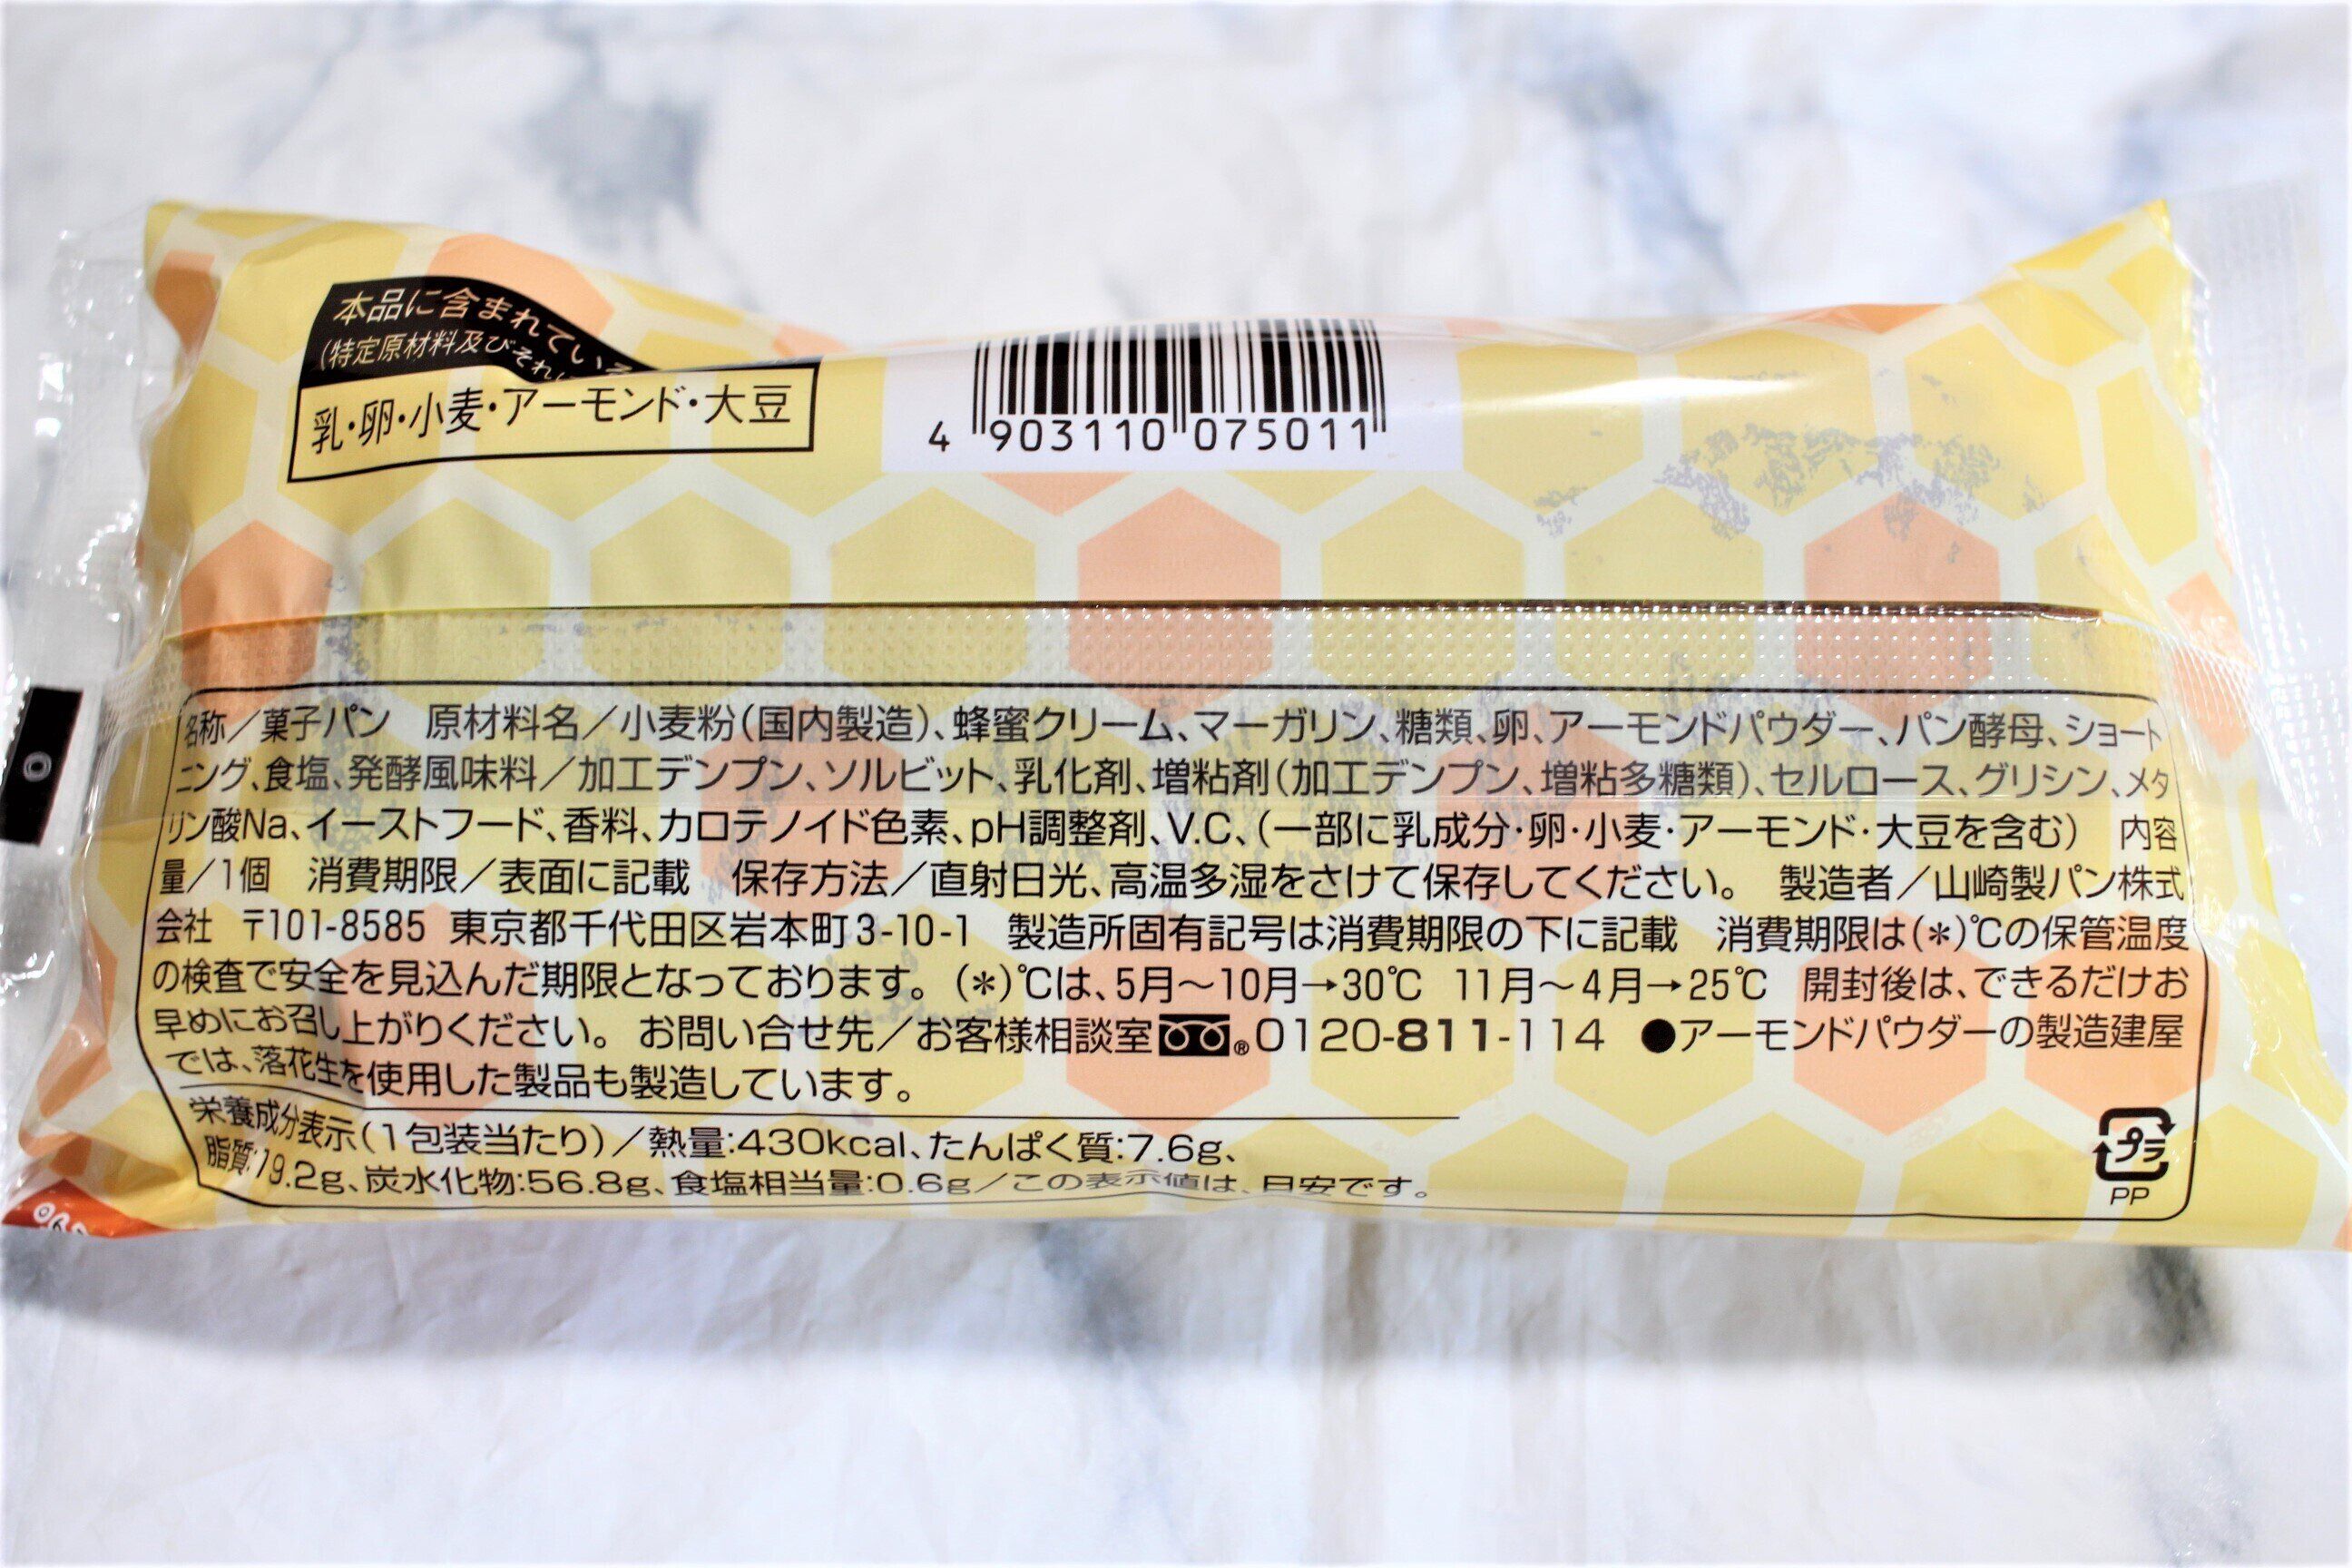 本品に含まれてい
(特定原材料及びそれ
乳・卵・小麦・アーモンド・大豆
4 903110 075011
名称／菓子パン 原材料名／小麦粉(国内製造)、蜂蜜クリーム、マーガリン、糖類、卵、アーモンドパウダー、パン酵母、ショート
ニング、食塩、発酵風味料／加工デンプン、ソルビット、乳化剤、増粘剤(加工デンプン、増粘多糖類)、セルロース、グリシン、メタ
リン酸Na、イーストフード、香料、カロテノイド色素、pH調整剤、V.C、(一部に乳成分・卵・小麦・アーモンド・大豆を含む) 内容
量／1個 消費期限／表面に記載 保存方法／直射日光、高温多湿をさけて保存してください。 製造者／山崎製パン株式
会社 〒101-8585 東京都千代田区岩本町3-10-1 製造所固有記号は消費期限の下に記載 消費期限は(＊)℃の保管温度
の検査で安全を見込んだ期限となっております。(＊)℃は、5月～10月→30℃ 11月～4月→25℃ 開封後は、できるだけお
早めにお召し上がりください。 お問い合せ先／お客様相談室 ® 0120-811-114 ●アーモンドパウダーの製造建屋
では、落花生を使用した製品も製造しています。
栄養成分表示(1包装当たり)／熱量:430kcal、たんぱく質:7.6g、
脂質:19.2g、炭水化物:56.8g、食塩相当量:0.6g／この表示値は、目安です。
プラ
PP